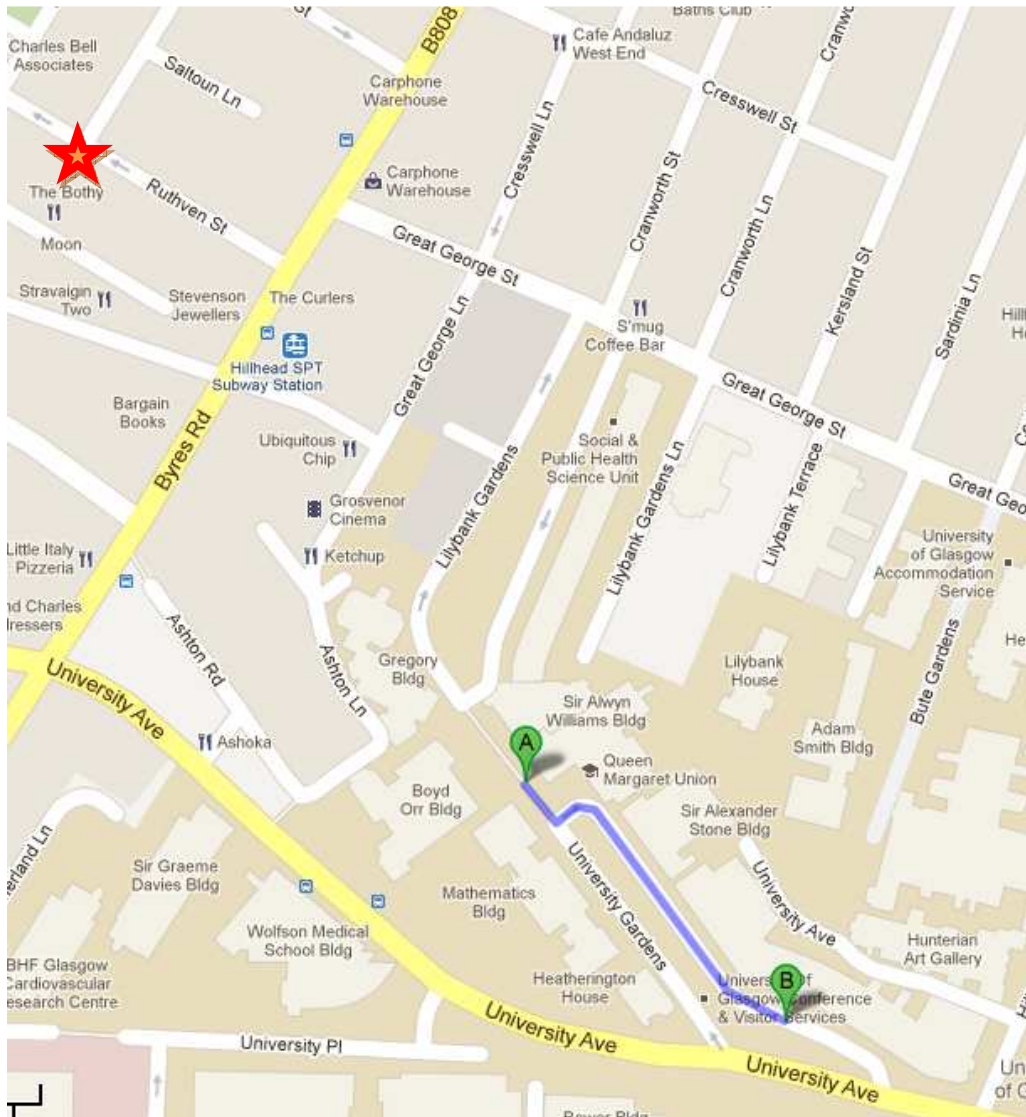 St
B808
Baths Club
Charles Bell
Associates
Saltoun Ln
Carphone
Warehouse
Cafe Andaluz
West End
Cranworth Ln
Cresswell St
Cresswell Ln
The Bothy
Moon
Ruthven St
Carphone
Warehouse
Great George St
Cranworth St
Cranworth Ln
Kersland St
Sardinia Ln
Stravaigin
Two
Stevenson
Jewellers
The Curlers
Hillhead SPT
Subway Station
Great George Ln
S'mug
Coffee Bar
Great George St
Bargain
Books
Byres Rd
Ubiquitous
Chip
Grosvenor
Cinema
Ketchup
Lilybank Gardens
Social &
Public Health
Science Unit
Lilybank Gardens Ln
Lilybank Terrace
Great Geo
University
of Glasgow
Accommodation
Service
Little Italy
Pizzeria
nd Charles
Ashton Rd
Ashton Ln
Gregory
Bldg
Lilybank
House
Bute Gardens
He
University Ave
Ashoka
Sir Alwyn
Williams Bldg
Adam
Smith Bldg
A
Queen
Margaret Union
Boyd
Orr Bldg
Sir Alexander
Stone Bldg
erland Ln
Sir Graeme
Davies Bldg
Mathematics
Bldg
University Gardens
University Ave
Wolfson Medical
School Bldg
Hunterian
Art Gallery
BHF Glasgow
Cardiovascular
esearch Centre
Heatherington
House
B
University of
Glasgow Conference
& Visitor Services
University Pl
University Ave
University Ave
Un
of G